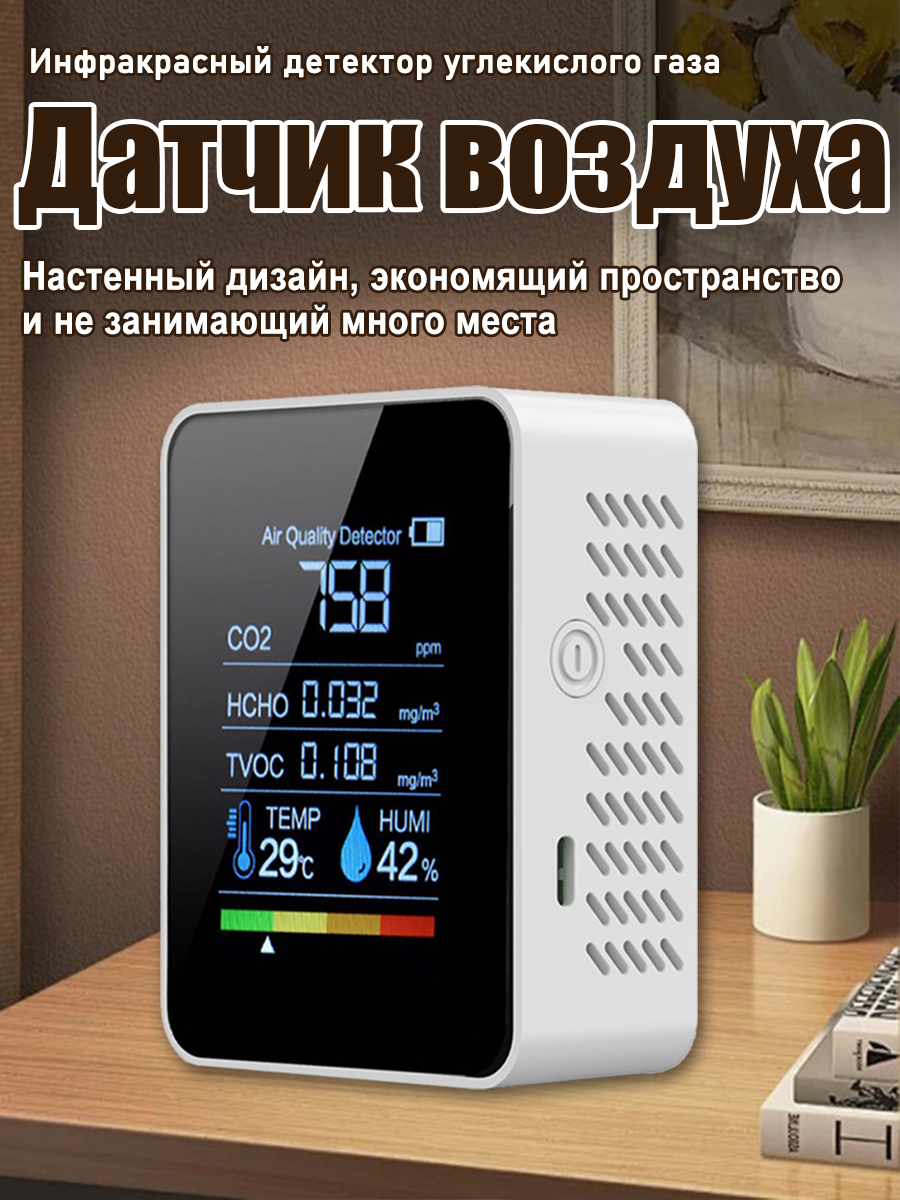 Инфракрасный детектор углекислого газа
Датчик воздуха
Настенный дизайн, экономящий пространство
и не занимающий много места
Air Quality Detector
758
CO2 ppm
HCHO 0.032 mg/m³
TVOC 0.108 mg/m³
TEMP HUMI
29℃ 42%